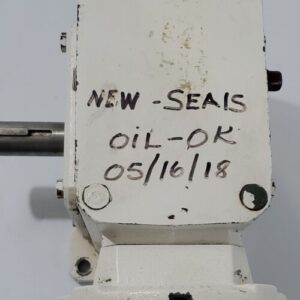 NEW - SEALS
OIL - OK
05/16/18